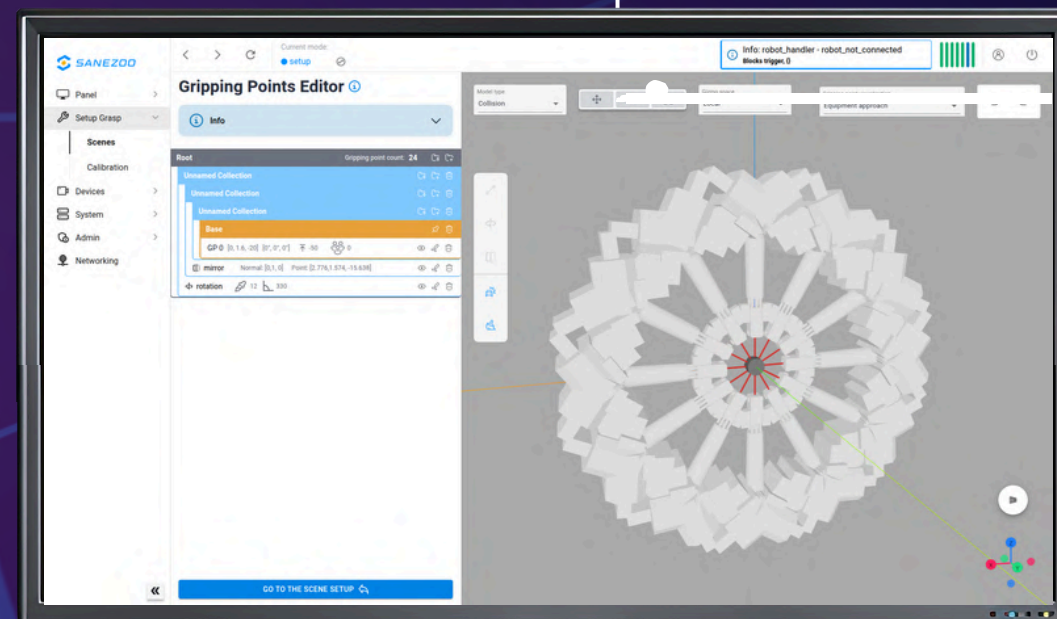 SANEZOO
Current mode:
setup
Info: robot_handler - robot_not_connected
Blocks trigger, ()
Panel
Setup Grasp
Scenes
Calibration
Devices
System
Admin
Networking
Gripping Points Editor
Info
Root Gripping point count: 24
Unnamed Collection
Unnamed Collection
Unnamed Collection
Base
GP 0 [0, 1.6, -20] [0°, 0°, 0°] -50 0
mirror Normal: [0,1, 0] Point: [2.776,1.574, -15.638]
rotation 12 330
GO TO THE SCENE SETUP
Model type
Collision
Equipment approach